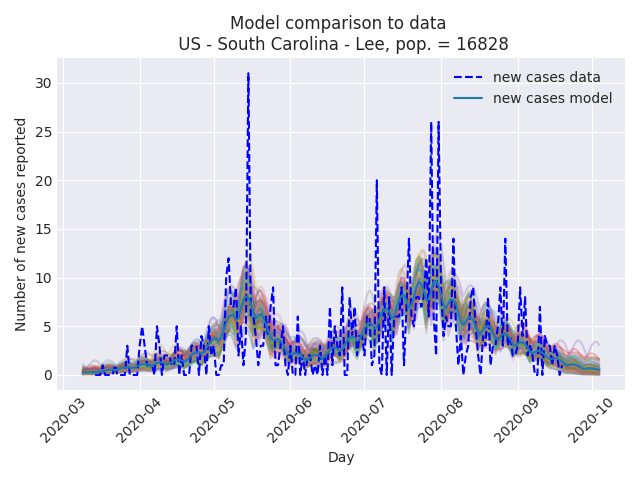 Model comparison to data
US - South Carolina - Lee, pop. = 16828
new cases data
new cases model
Number of new cases reported
30
25
20
15
10
5
0
2020-03
2020-04
2020-05
2020-06
2020-07
2020-08
2020-09
2020-10
Day